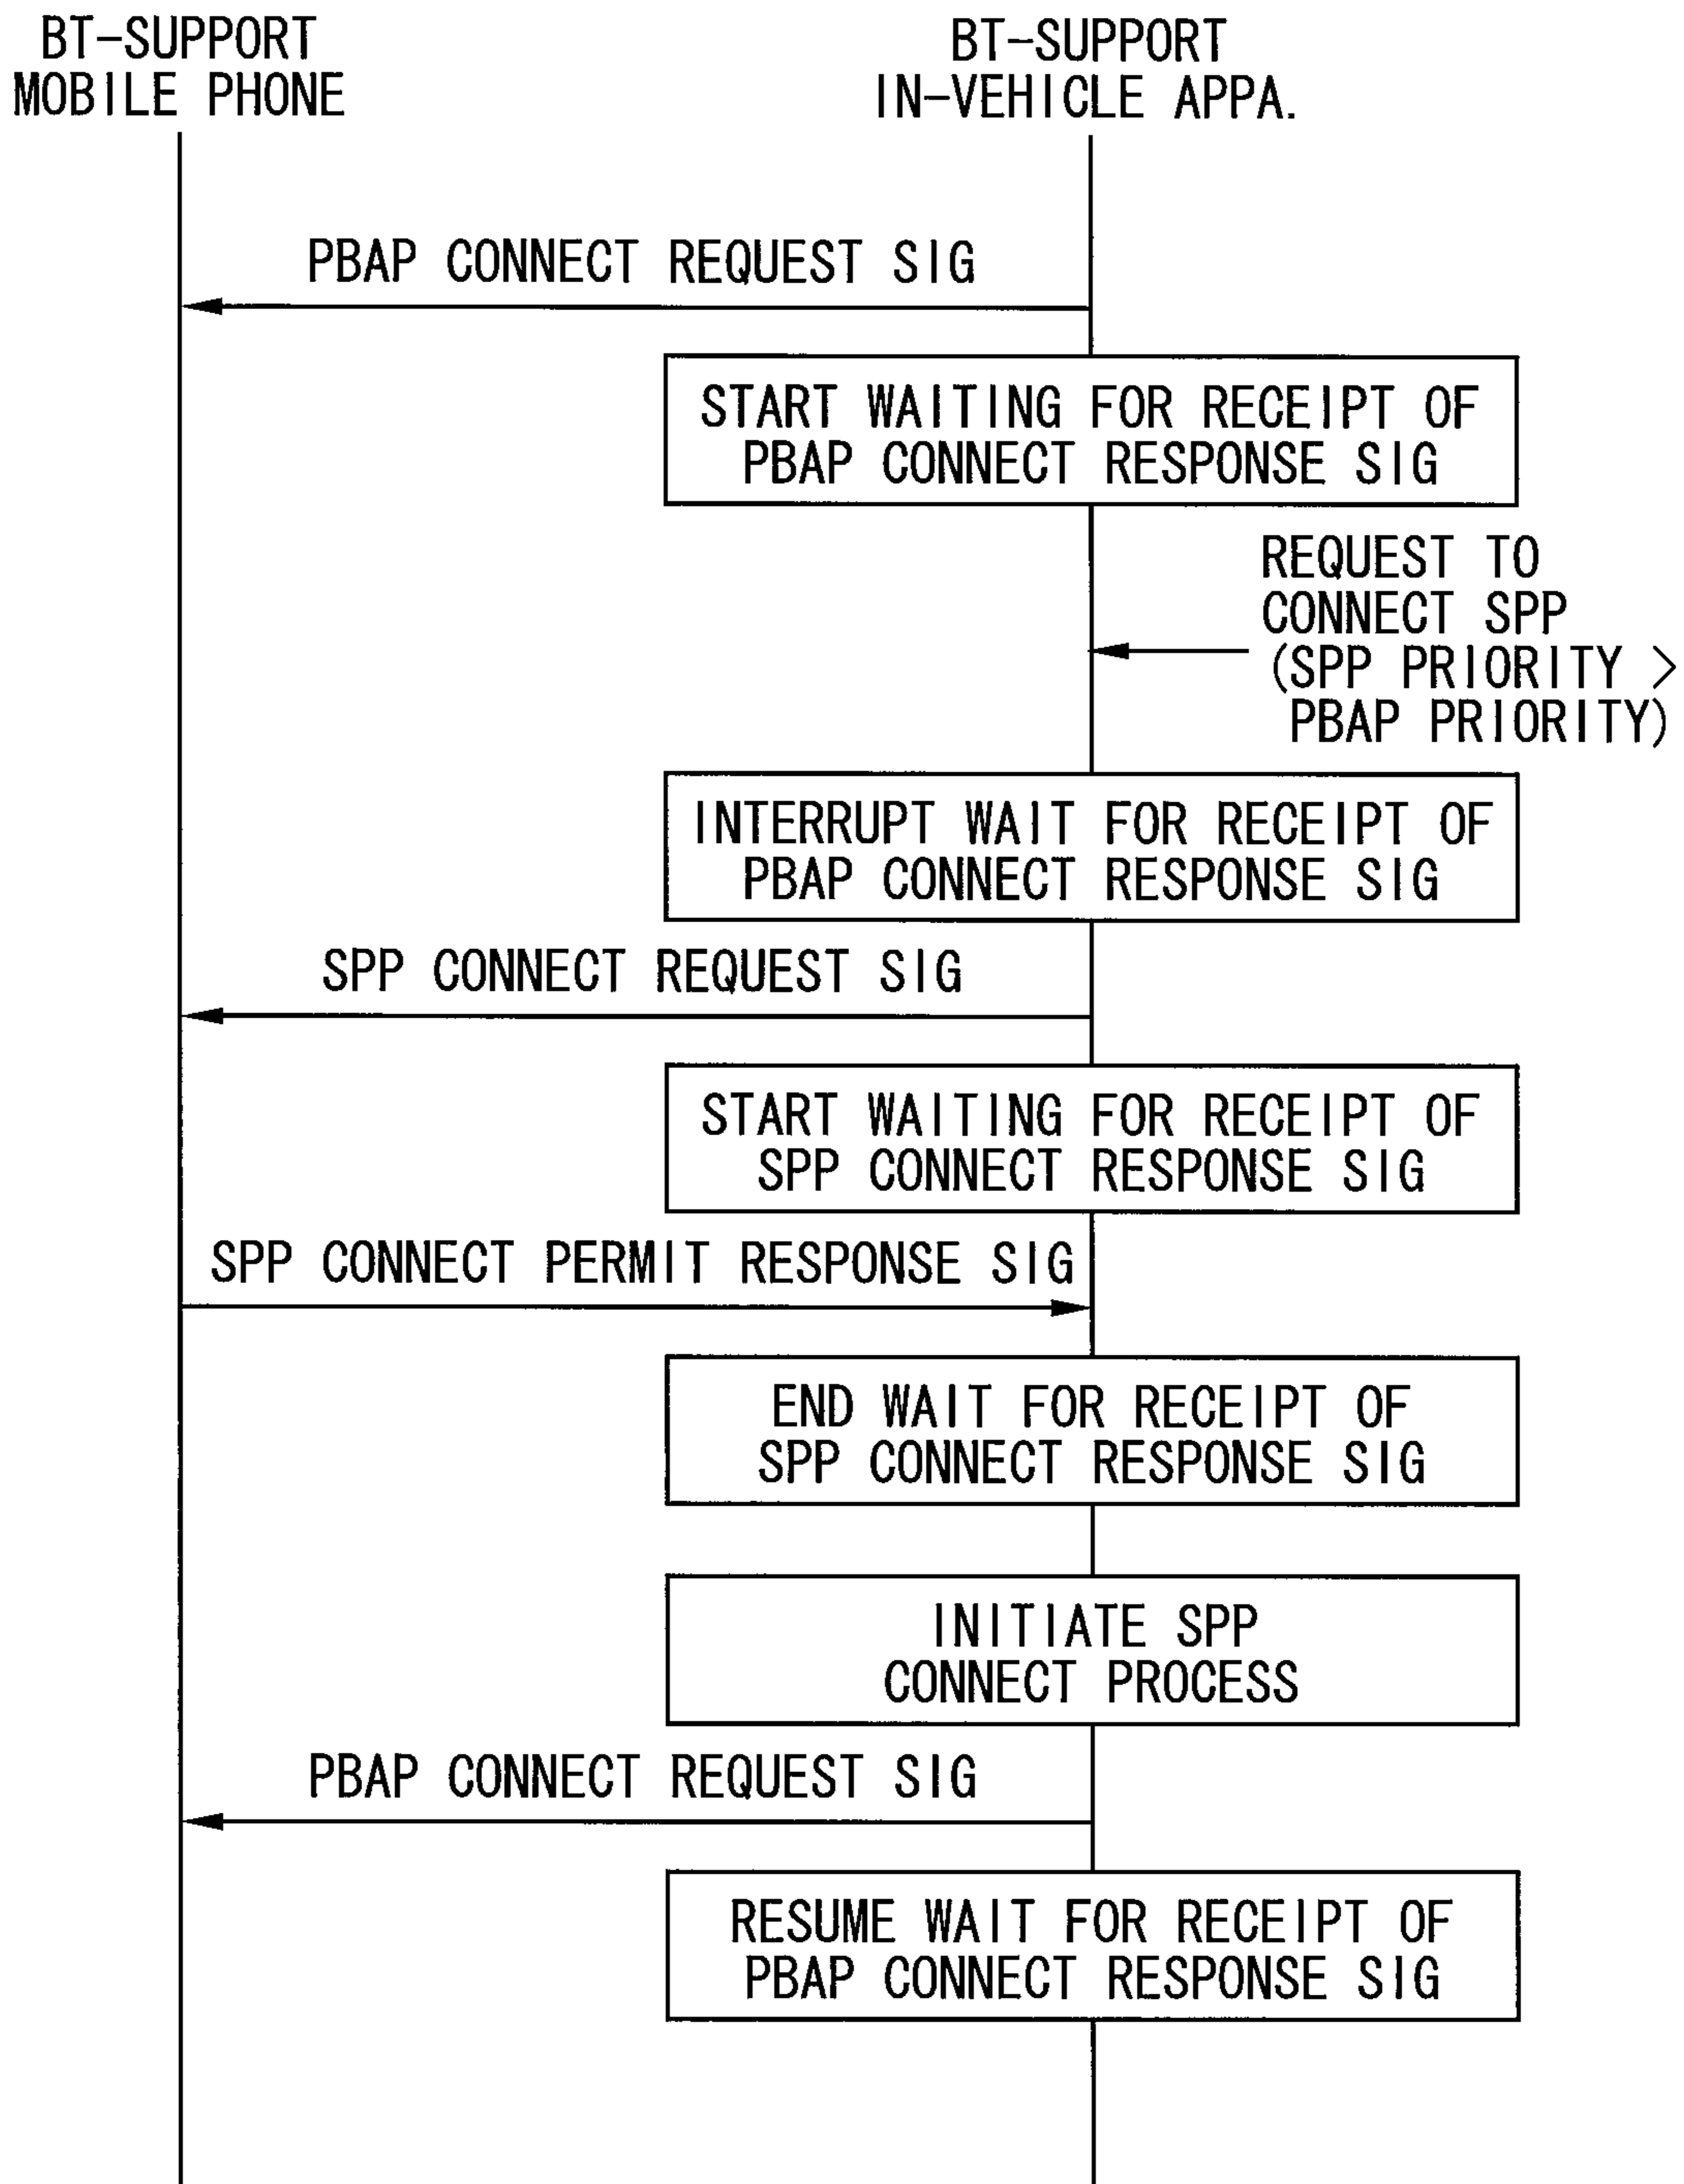 BT-SUPPORT
MOBILE PHONE
BT-SUPPORT
IN-VEHICLE APPA.
PBAP CONNECT REQUEST SIG
START WAITING FOR RECEIPT OF
PBAP CONNECT RESPONSE SIG
REQUEST TO
CONNECT SPP
(SPP PRIORITY >
PBAP PRIORITY)
INTERRUPT WAIT FOR RECEIPT OF
PBAP CONNECT RESPONSE SIG
SPP CONNECT REQUEST SIG
START WAITING FOR RECEIPT OF
SPP CONNECT RESPONSE SIG
SPP CONNECT PERMIT RESPONSE SIG
END WAIT FOR RECEIPT OF
SPP CONNECT RESPONSE SIG
INITIATE SPP
CONNECT PROCESS
PBAP CONNECT REQUEST SIG
RESUME WAIT FOR RECEIPT OF
PBAP CONNECT RESPONSE SIG